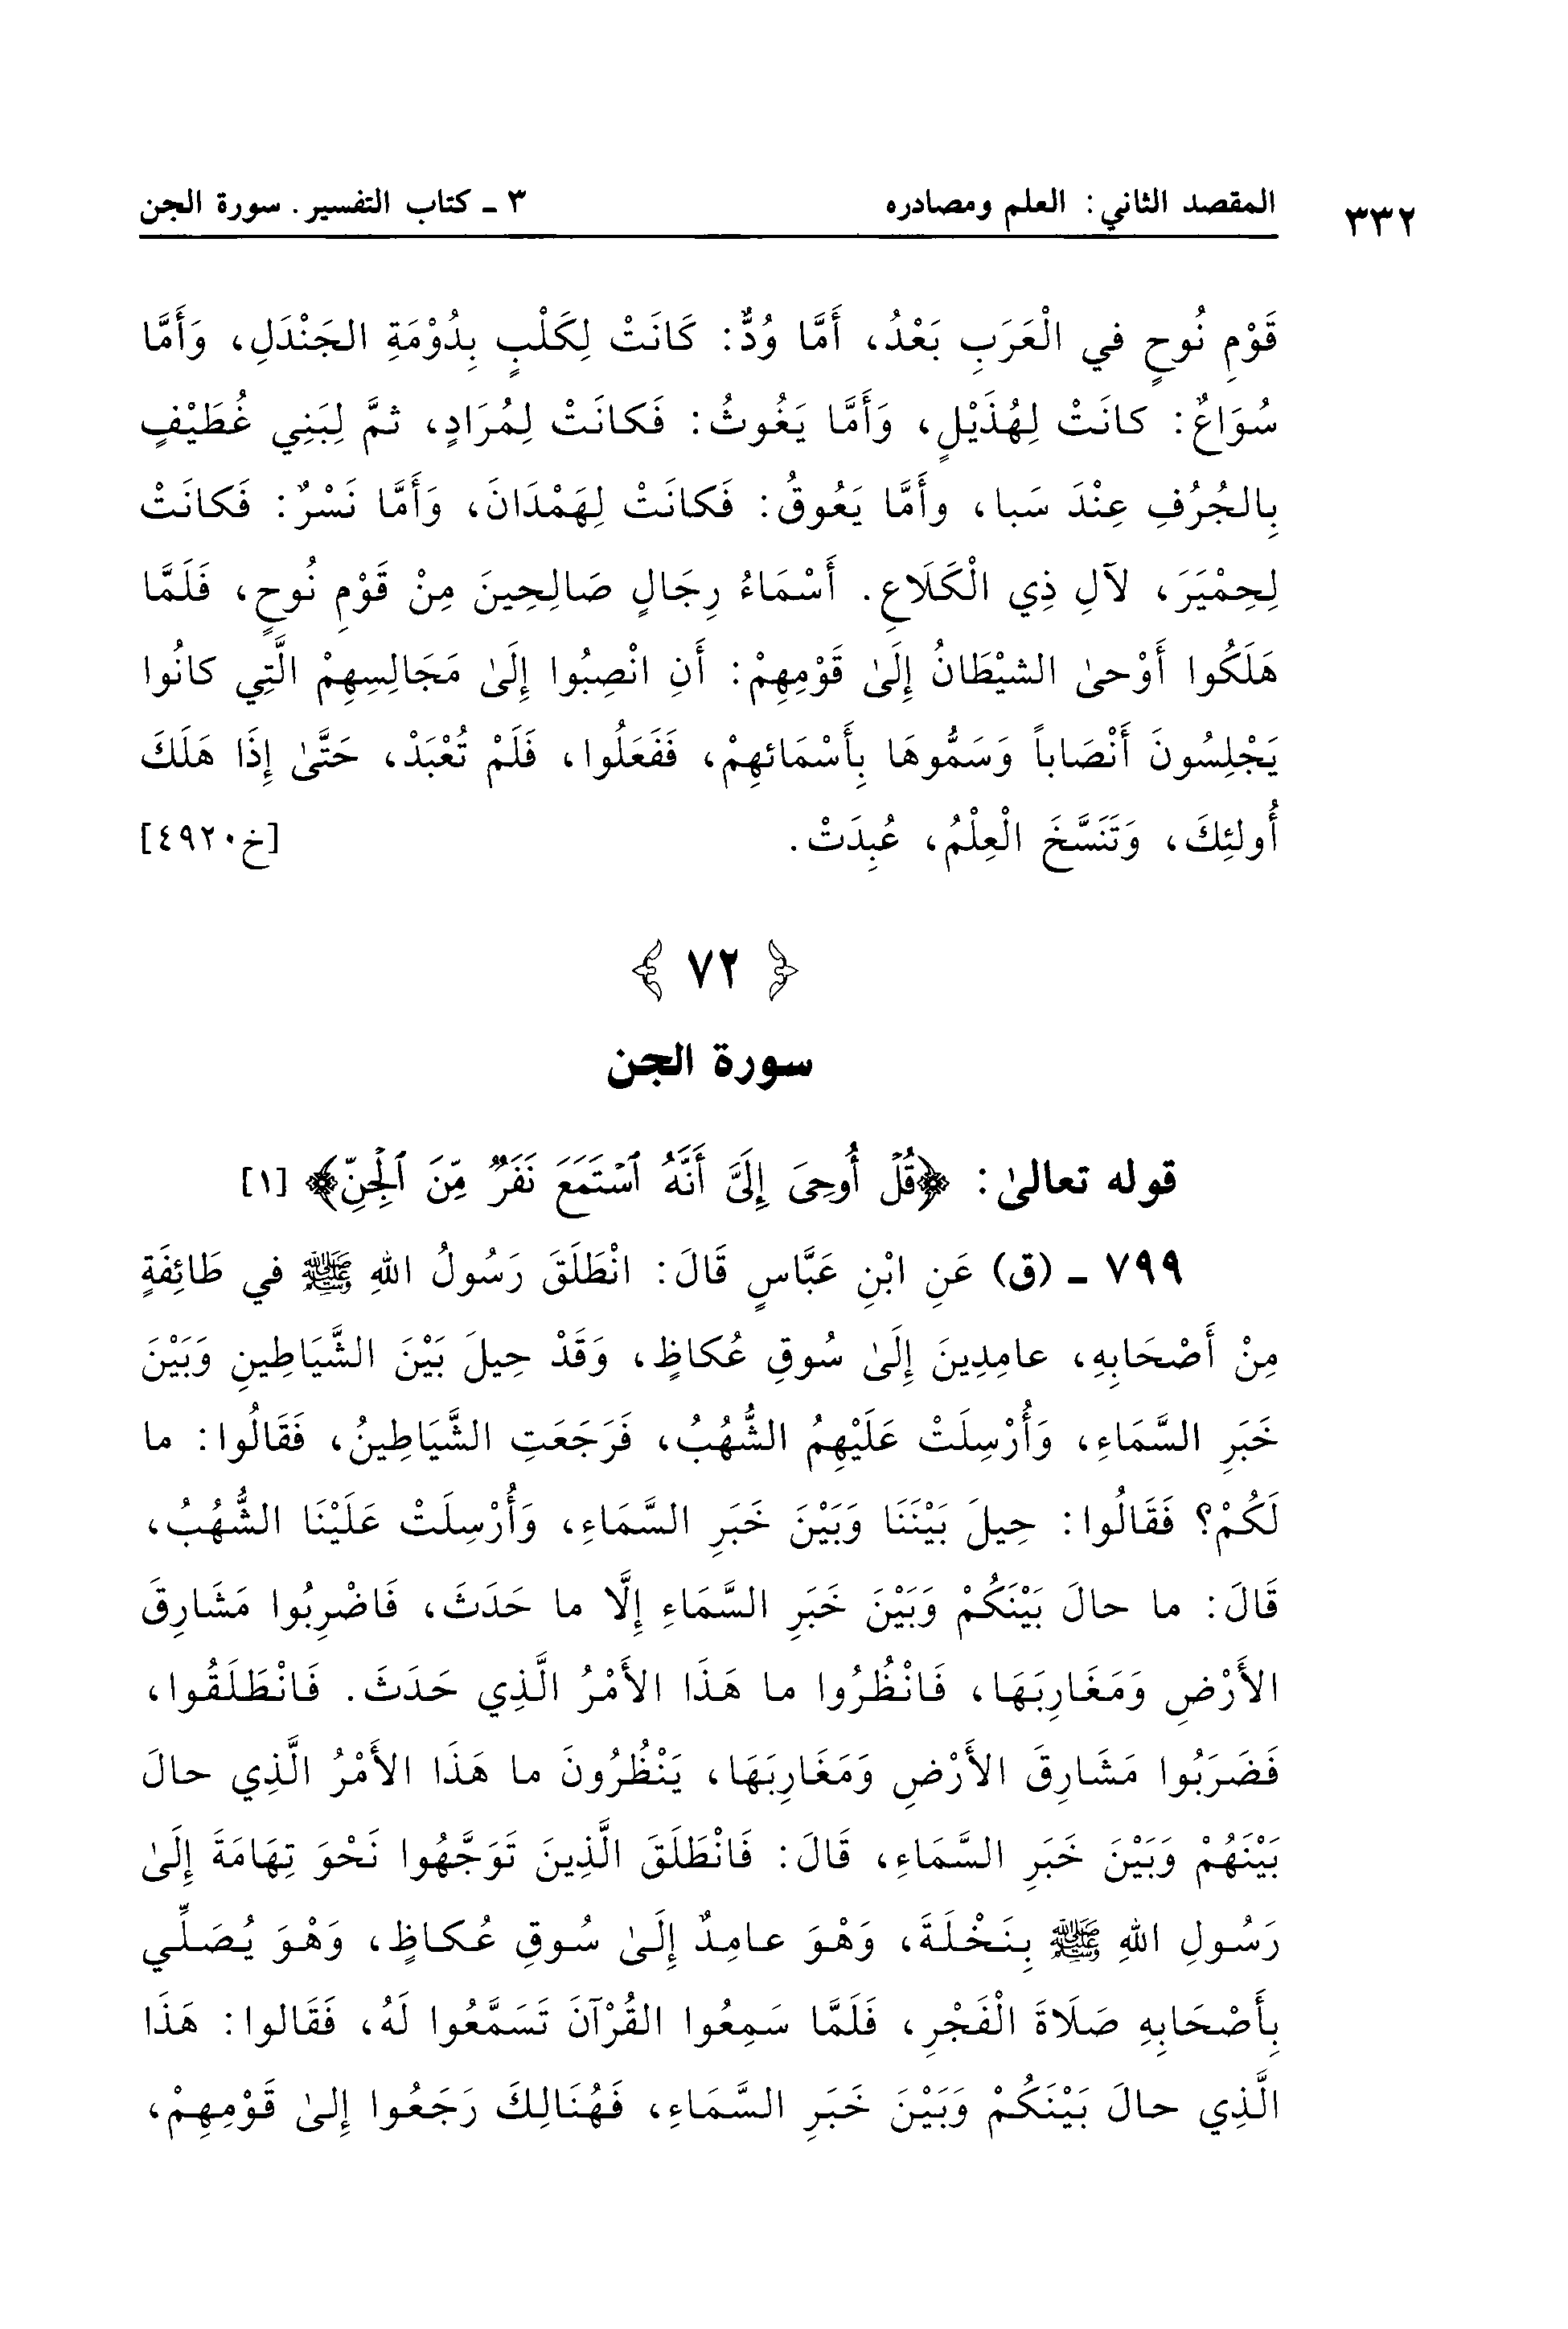 ٣٣٢ المقصد الثاني: العلم ومصادره ٣ ـ كتاب التفسير. سورة الجن
قَوْمِ نُوحٍ في الْعَرَبِ بَعْدُ، أَمَّا وُدٌّ: كَانَتْ لِكَلْبٍ بِدُوْمَةِ الجَنْدَلِ، وَأَمَّا
سُوَاعٌ: كانَتْ لِهُذَيْلٍ، وَأَمَّا يَغُوثُ: فَكانَتْ لِمُرَادٍ، ثمَّ لِبَنِي غُطَيْفٍ
بِالجُرُفِ عِنْدَ سَبا، وأَمَّا يَعُوقُ: فَكانَتْ لِهَمْدَانَ، وَأَمَّا نَسْرٌ: فَكانَتْ
لِحِمْيَرَ، لآلِ ذِي الْكَلَاعِ. أَسْمَاءُ رِجَالٍ صَالِحِينَ مِنْ قَوْمِ نُوحٍ، فَلَمَّا
هَلَكُوا أَوْحىٰ الشيْطَانُ إِلَىٰ قَوْمِهِمْ: أَنِ انْصِبُوا إِلَىٰ مَجَالِسِهِمْ الَّتِي كانُوا
يَجْلِسُونَ أَنْصَاباً وَسَمُّوهَا بِأَسْمَائهِمْ، فَفَعَلُوا، فَلَمْ تُعْبَدْ، حَتَّىٰ إِذَا هَلَكَ
أُولئِكَ، وَتَنَسَّخَ الْعِلْمُ، عُبِدَتْ. [خ٤٩٢٠]
﴿ ٧٢ ﴾
سورة الجن
قوله تعالىٰ: ﴿قُلْ أُوحِيَ إِلَيَّ أَنَّهُ ٱسْتَمَعَ نَفَرٌ مِّنَ ٱلْجِنِّ﴾ [١]
٧٩٩ ـ (ق) عَنِ ابْنِ عَبَّاسٍ قَالَ: انْطَلَقَ رَسُولُ اللهِ ﷺ في طَائِفَةٍ
مِنْ أَصْحَابِهِ، عامِدِينَ إِلَىٰ سُوقِ عُكاظٍ، وَقَدْ حِيلَ بَيْنَ الشَّيَاطِينِ وَبَيْنَ
خَبَرِ السَّمَاءِ، وَأُرْسِلَتْ عَلَيْهِمُ الشُّهُبُ، فَرَجَعَتِ الشَّيَاطِينُ، فَقَالُوا: ما
لَكُمْ؟ فَقَالُوا: حِيلَ بَيْنَنَا وَبَيْنَ خَبَرِ السَّمَاءِ، وَأُرْسِلَتْ عَلَيْنَا الشُّهُبُ،
قَالَ: ما حالَ بَيْنَكُمْ وَبَيْنَ خَبَرِ السَّمَاءِ إِلَّا ما حَدَثَ، فَاضْرِبُوا مَشَارِقَ
الأَرْضِ وَمَغَارِبَهَا، فَانْظُرُوا ما هَذَا الأَمْرُ الَّذِي حَدَثَ. فَانْطَلَقُوا،
فَضَرَبُوا مَشَارِقَ الأَرْضِ وَمَغَارِبَهَا، يَنْظُرُونَ ما هَذَا الأَمْرُ الَّذِي حالَ
بَيْنَهُمْ وَبَيْنَ خَبَرِ السَّمَاءِ، قَالَ: فَانْطَلَقَ الَّذِينَ تَوَجَّهُوا نَحْوَ تِهَامَةَ إِلَىٰ
رَسُولِ اللهِ ﷺ بِنَخْلَةَ، وَهْوَ عامِدٌ إِلَىٰ سُوقِ عُكاظٍ، وَهْوَ يُصَلِّي
بِأَصْحَابِهِ صَلَاةَ الْفَجْرِ، فَلَمَّا سَمِعُوا القُرْآنَ تَسَمَّعُوا لَهُ، فَقَالوا: هَذَا
الَّذِي حالَ بَيْنَكُمْ وَبَيْنَ خَبَرِ السَّمَاءِ، فَهُنَالِكَ رَجَعُوا إِلىٰ قَوْمِهِمْ،